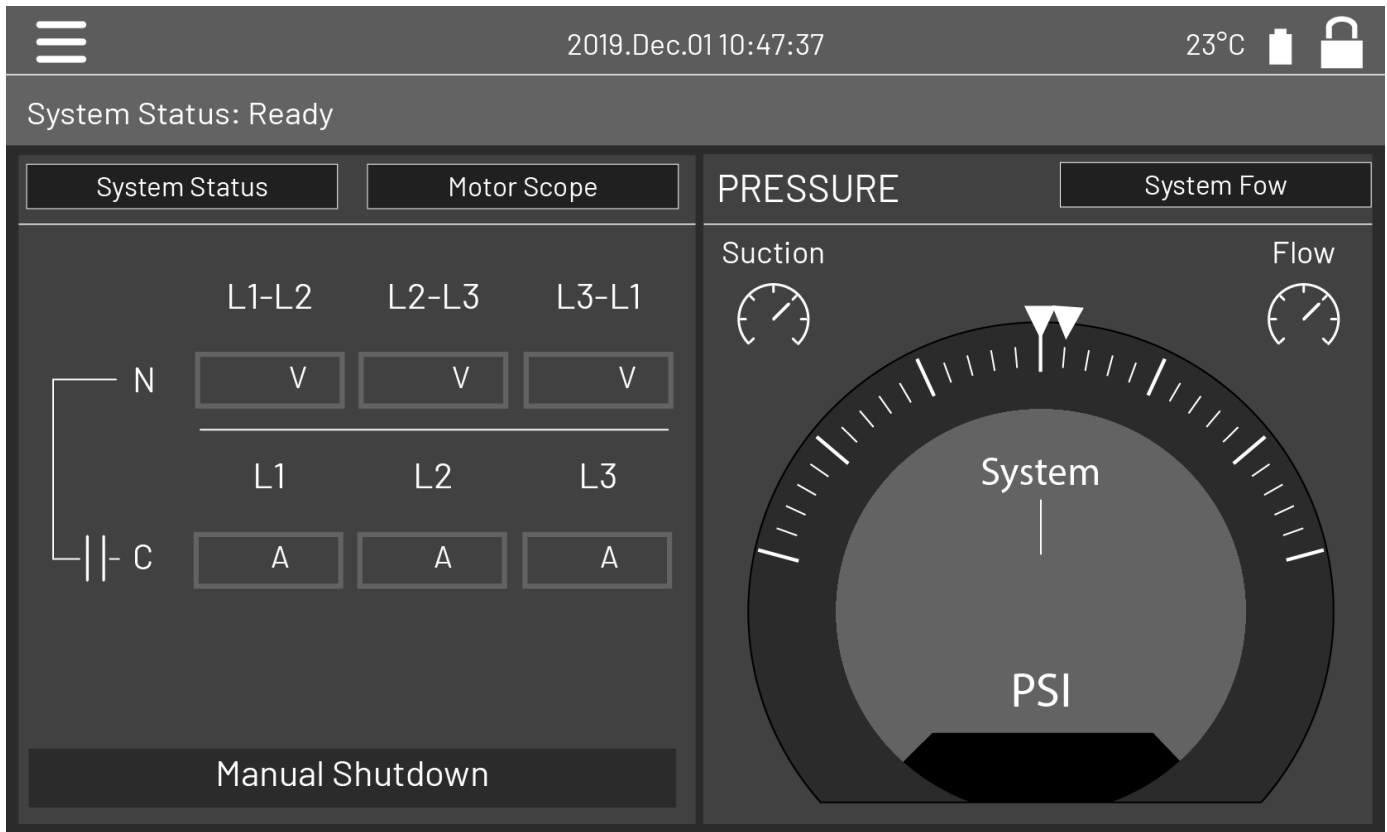 2019.Dec.01 10:47:37 23°C
System Status: Ready
System Status Motor Scope
PRESSURE System Fow
Suction Flow
L1-L2 L2-L3 L3-L1
N V V V
L1 L2 L3
C A A A
System
PSI
Manual Shutdown